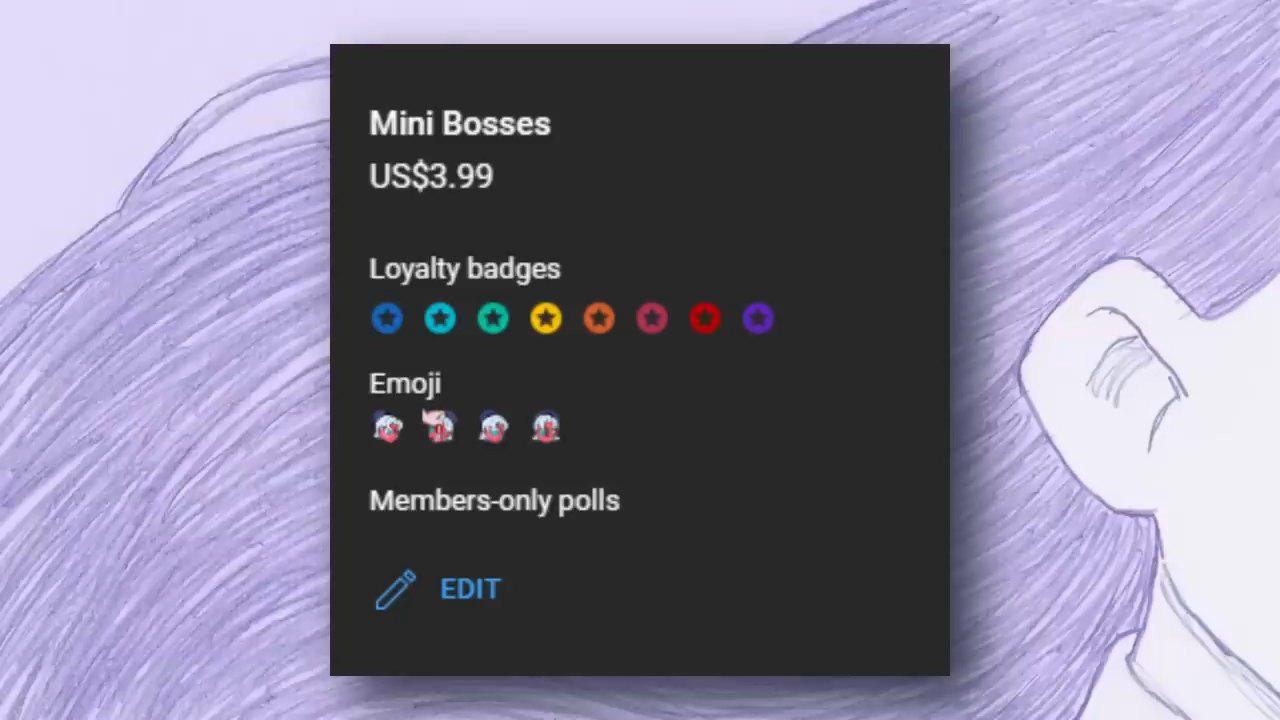 Mini Bosses
US$3.99
Loyalty badges
Emoji
Members-only polls
EDIT